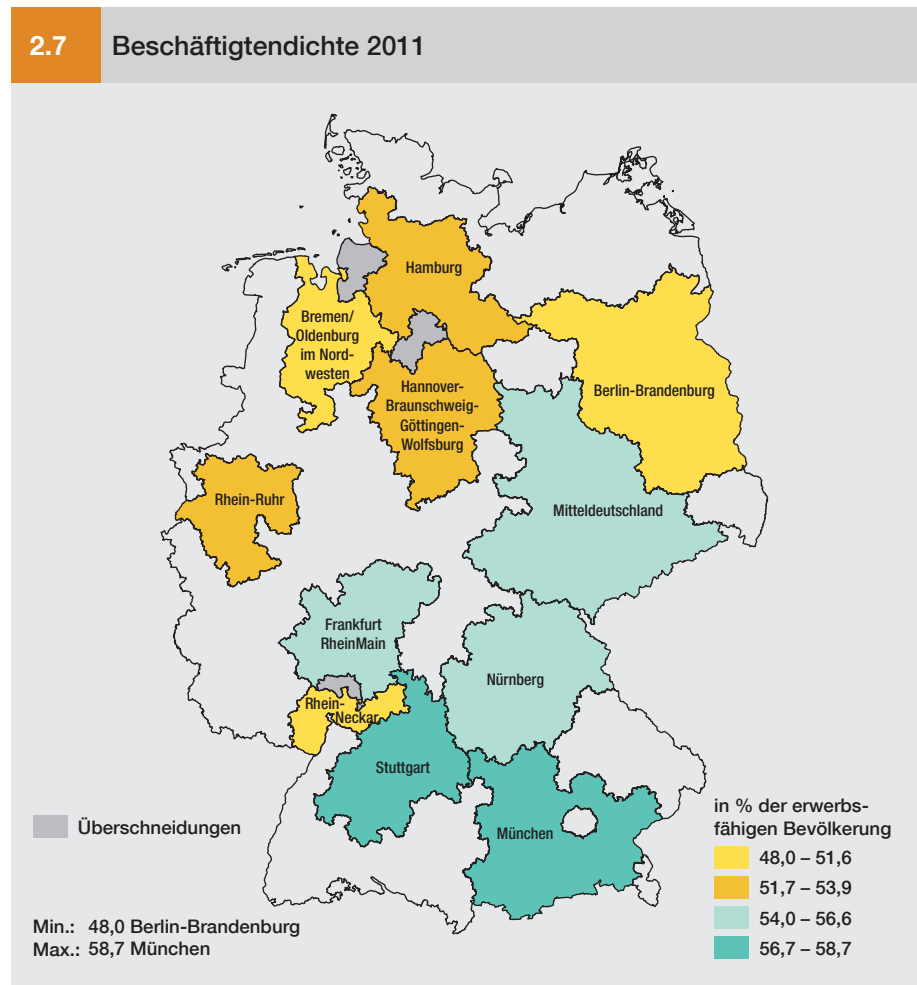 2.7 Beschäftigtendichte 2011
Hamburg
Bremen/
Oldenburg
im Nord-
westen
Hannover-
Braunschweig-
Göttingen-
Wolfsburg
Berlin-Brandenburg
Rhein-Ruhr
Mitteldeutschland
Frankfurt
RheinMain
Nürnberg
Rhein-
Neckar
Stuttgart
München
Überschneidungen
Min.: 48,0 Berlin-Brandenburg
Max.: 58,7 München
in % der erwerbs-
fähigen Bevölkerung
48,0 – 51,6
51,7 – 53,9
54,0 – 56,6
56,7 – 58,7